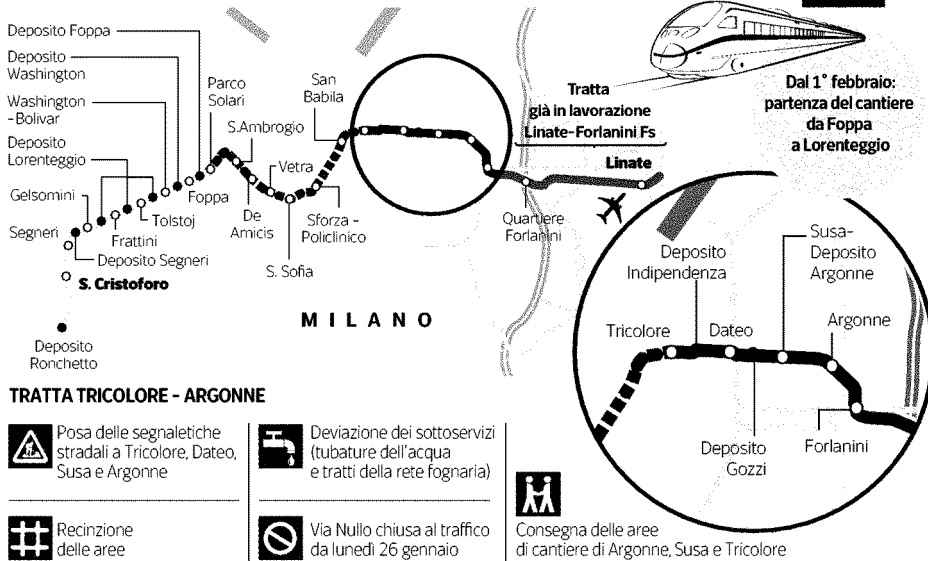 Deposito Foppa
Deposito
Washington
Washington
-Bolivar
Deposito
Lorenteggio
Gelsomini
Segneri
Frattini
Tolstoj
Deposito Segneri
S. Cristoforo
Deposito
Ronchetto
Foppa
Parco
Solari
S.Ambrogio
De
Amicis
Vetra
S. Sofia
San
Babila
Sforza -
Policlinico
Tratta
già in lavorazione
Linate-Forlanini Fs
Linate
Quartiere
Forlanini
Dal 1° febbraio:
partenza del cantiere
da Foppa
a Lorenteggio
MILANO
Deposito
Indipendenza
Susa-
Deposito
Argonne
Tricolore
Dateo
Argonne
Deposito
Gozzi
Forlanini
TRATTA TRICOLORE - ARGONNE
Posa delle segnaletiche
stradali a Tricolore, Dateo,
Susa e Argonne
Recinzione
delle aree
Deviazione dei sottoservizi
(tubature dell'acqua
e tratti della rete fognaria)
Via Nullo chiusa al traffico
da lunedì 26 gennaio
Consegna delle aree
di cantiere di Argonne, Susa e Tricolore